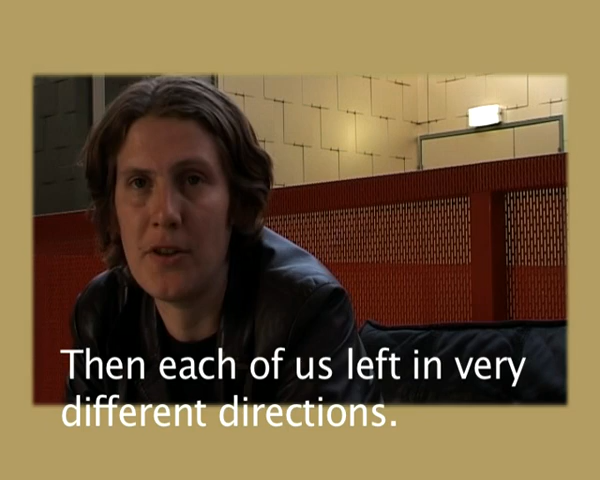 Then each of us left in very
different directions.